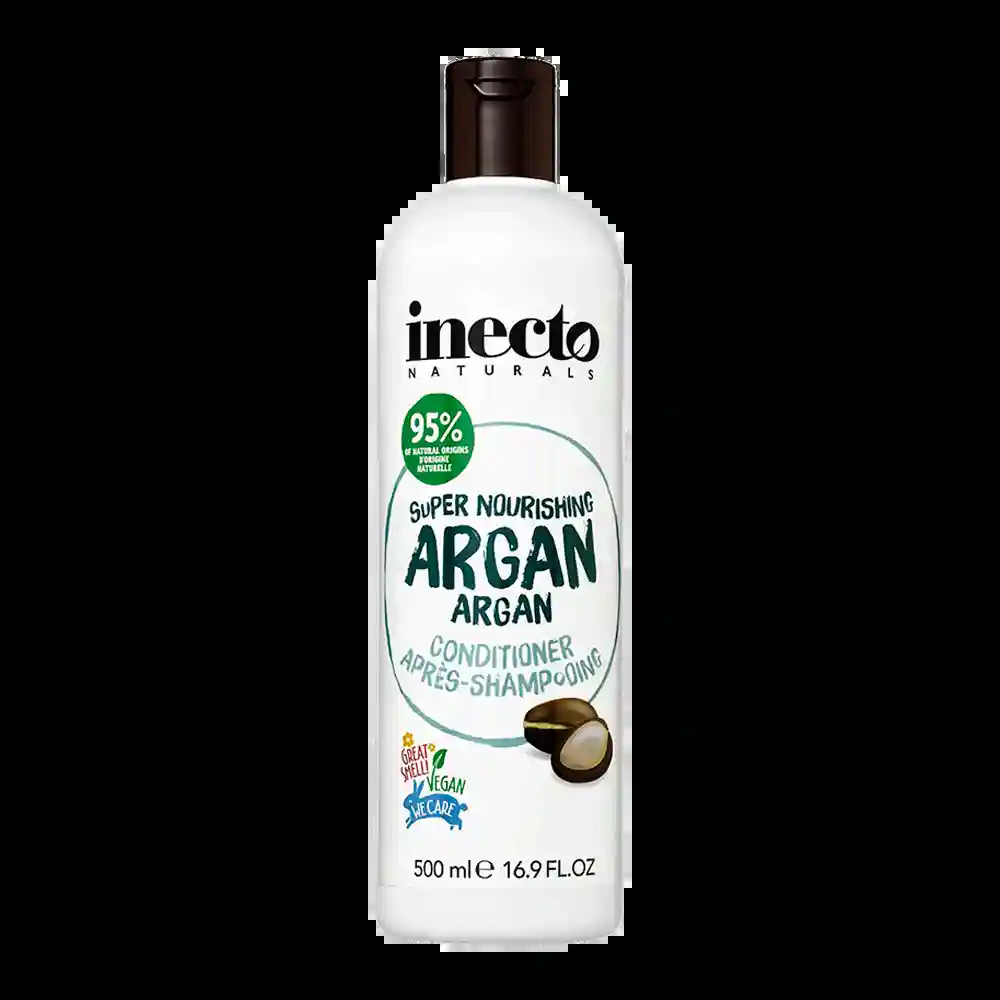 inecto
NATURALS
95%
OF NATURAL ORIGINS
D'ORIGINE
NATURELLE
SUPER NOURISHING
ARGAN
ARGAN
CONDITIONER
APRÈS-SHAMPOOING
GREAT
SMELL!
VEGAN
WE CARE
500 ml e 16.9 FL.OZ